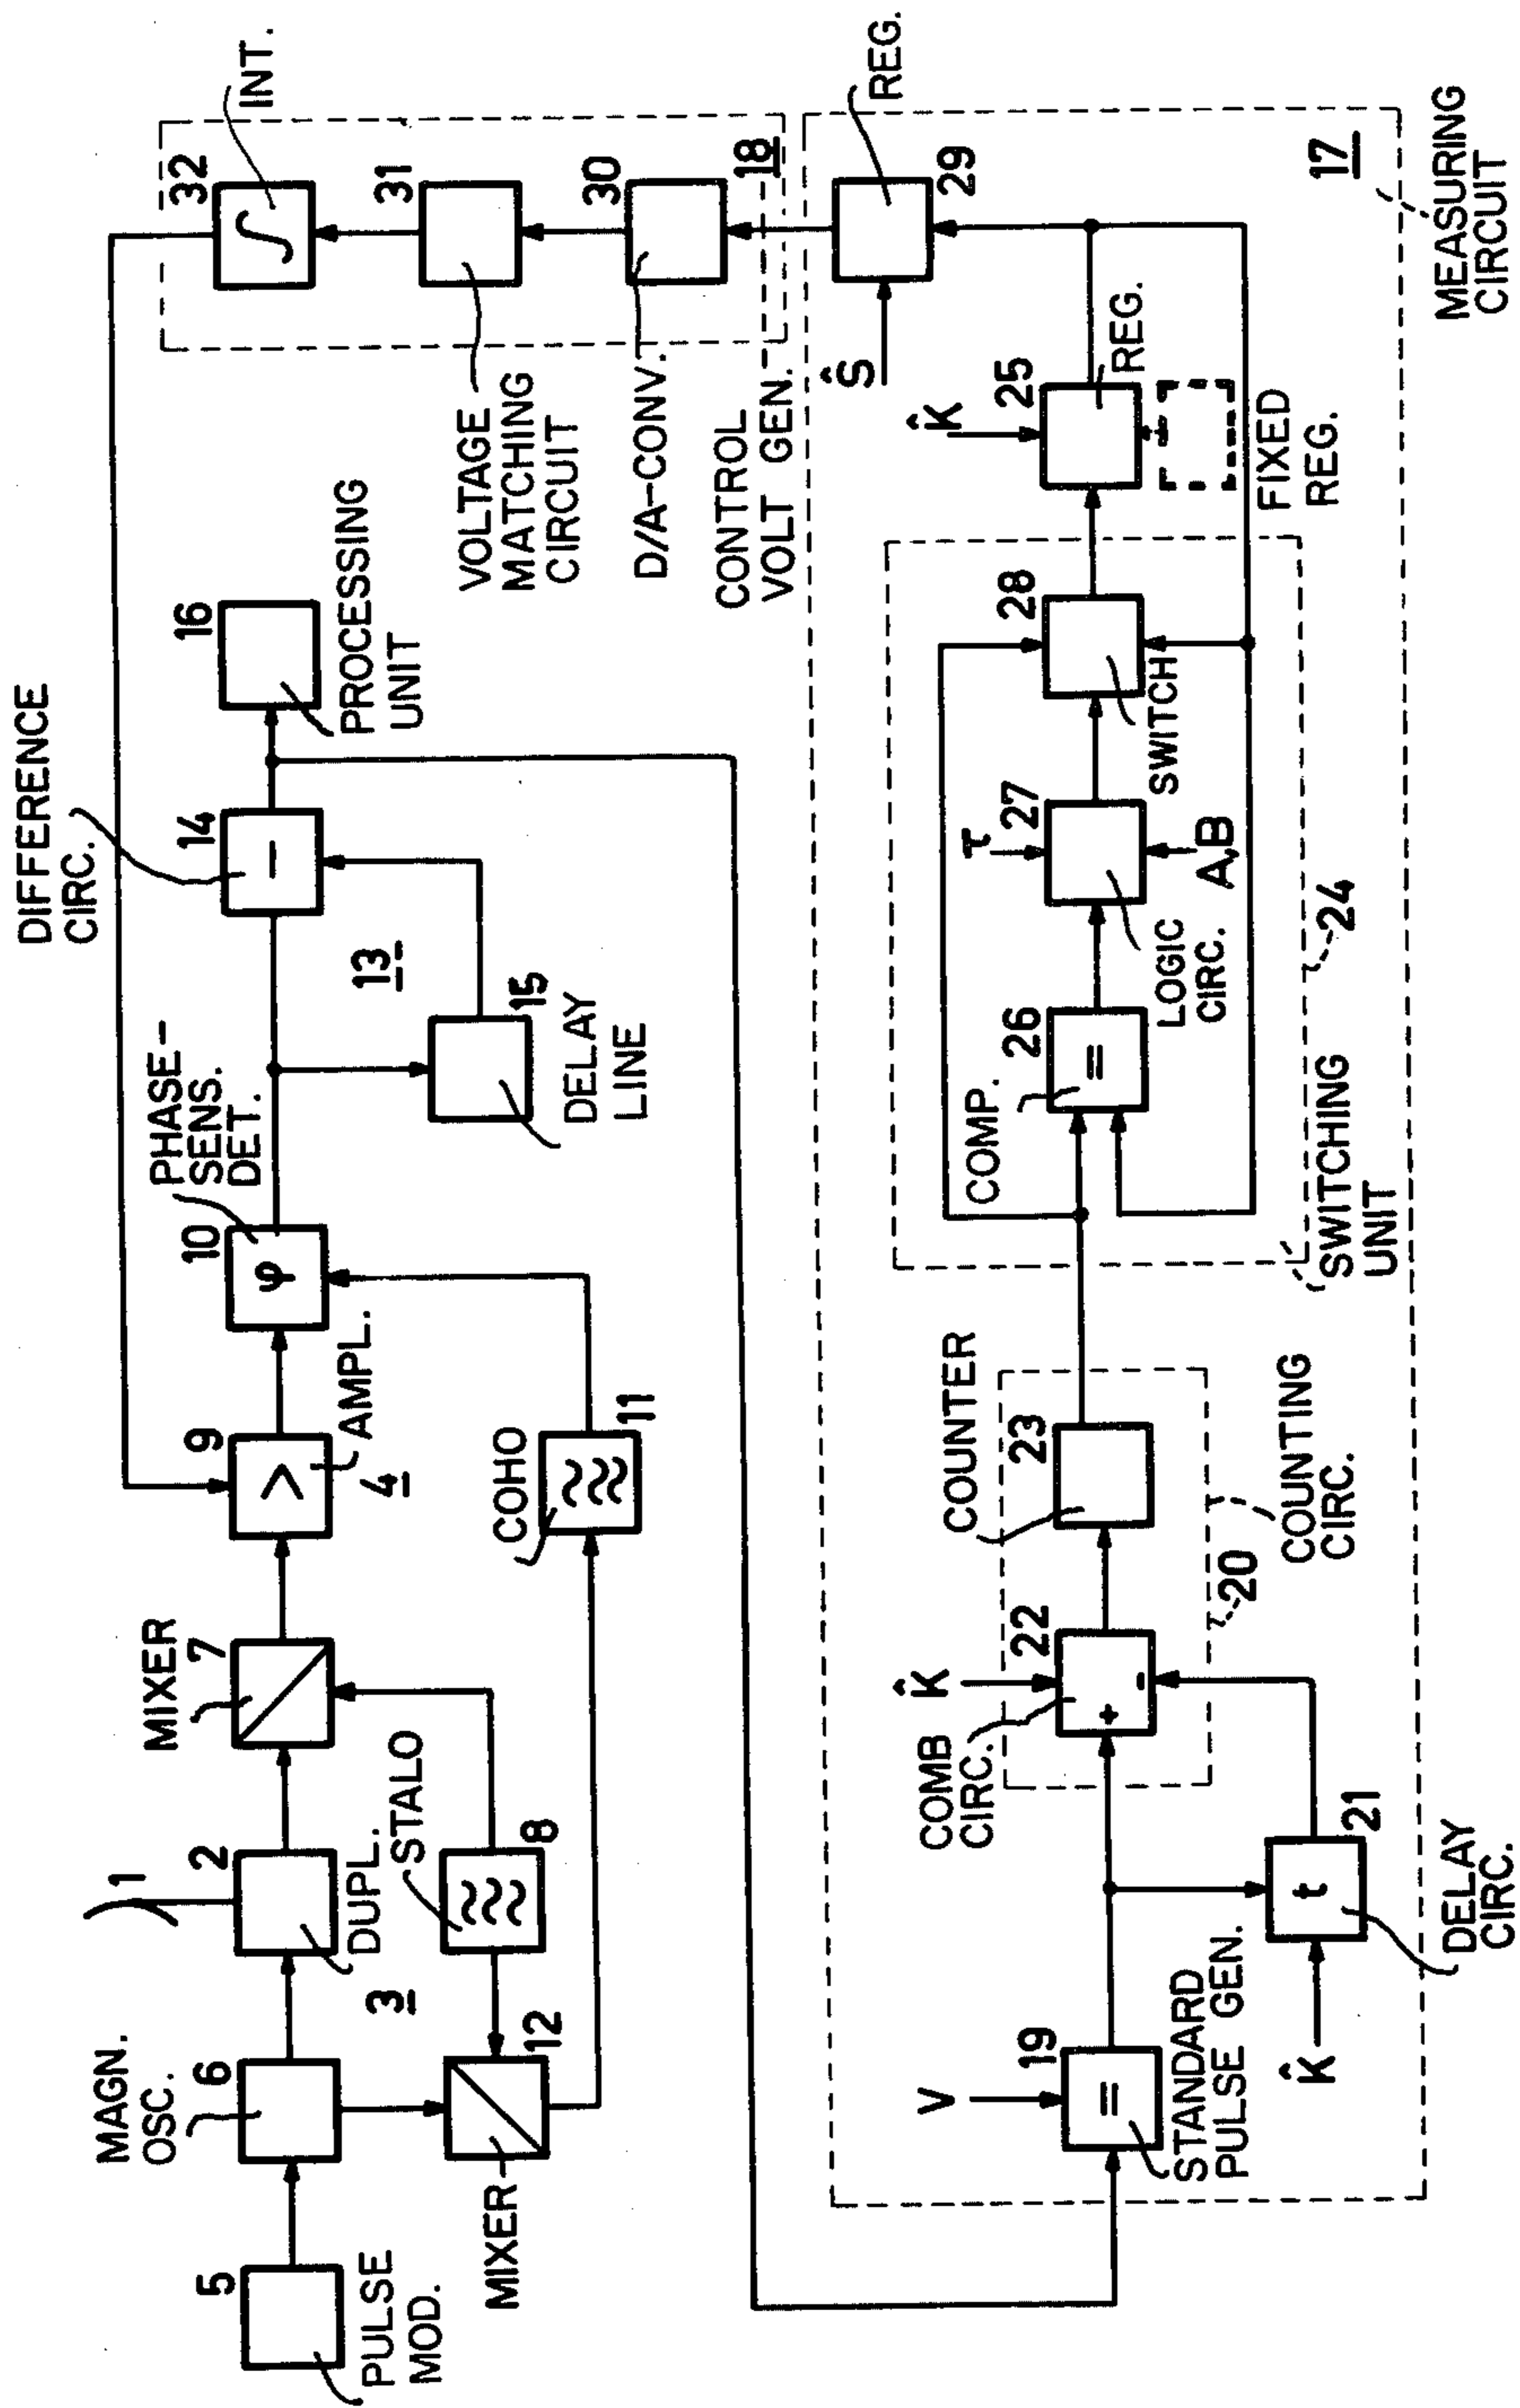 5
PULSE
MOD.
MAGN.
OSC.
6
1
2
DUPL.
3
MIXER
12
STALO
8
MIXER
7
9
AMPL.
4
COHO
11
PHASE-
SENS.
DET.
10
φ
13
DELAY
LINE
15
DIFFERENCE
CIRC.
14
−
16
PROCESSING
UNIT
INT.
32
∫
31
VOLTAGE
MATCHING
CIRCUIT
30
D/A-CONV.
CONTROL
VOLT GEN.
18
REG.
29
Ŝ
V
19
=
STANDARD
PULSE GEN.
K̂
t
21
DELAY
CIRC.
COMB
CIRC.
K̂
22
+
-
COUNTER
23
20
COUNTING
CIRC.
COMP.
26
=
τ
27
LOGIC
CIRC.
A,B
28
SWITCH
24
SWITCHING
UNIT
K̂
25
REG.
FIXED
REG.
17
MEASURING
CIRCUIT